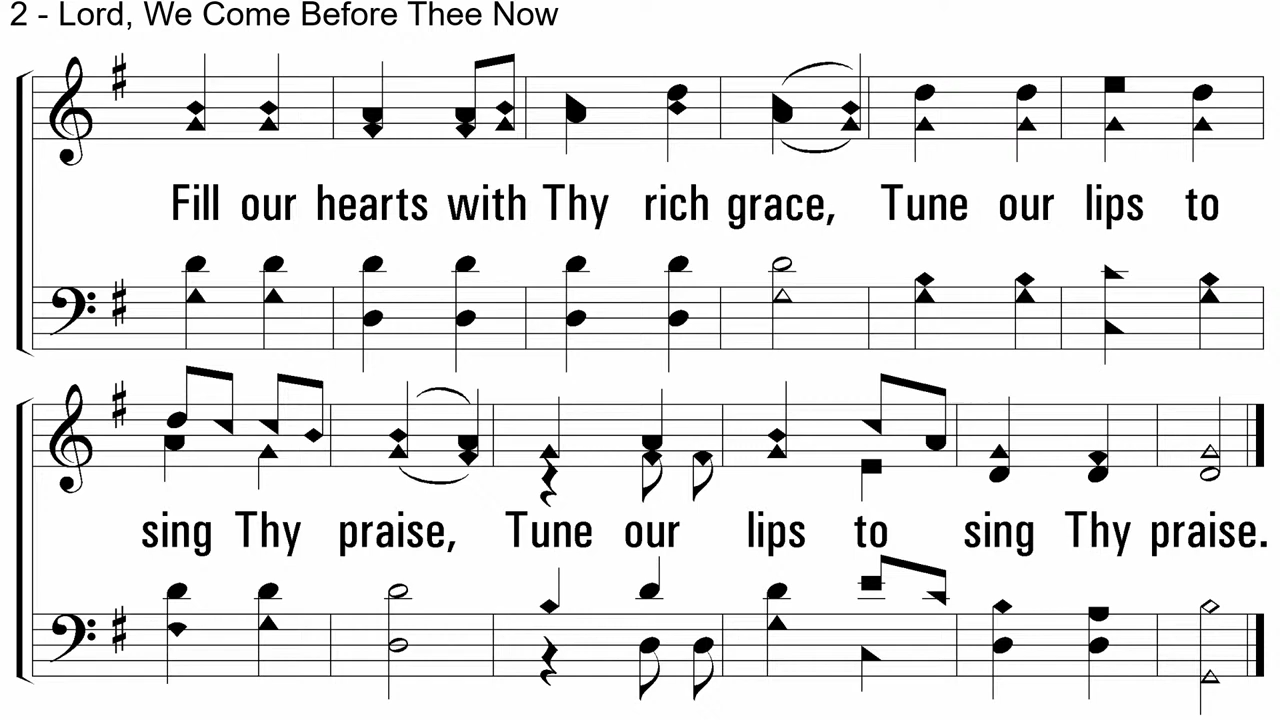 2 - Lord, We Come Before Thee Now
Fill our hearts with Thy rich grace, Tune our lips to
sing Thy praise, Tune our lips to sing Thy praise.